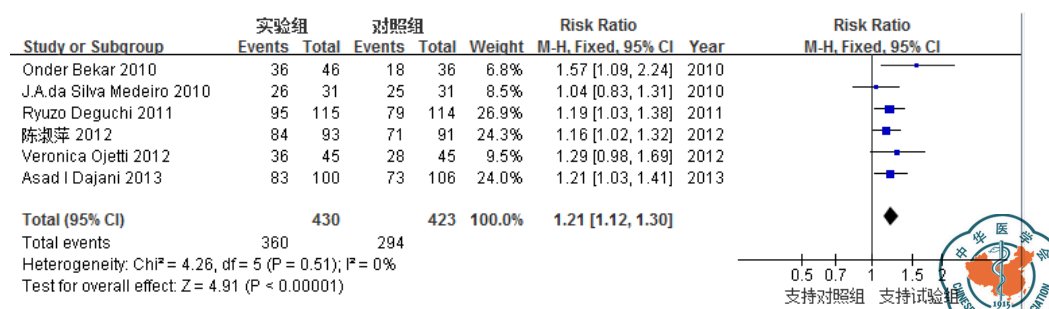 实验组 对照组 Risk Ratio Risk Ratio
Study or Subgroup Events Total Events Total Weight M-H, Fixed, 95% CI Year M-H, Fixed, 95% CI
Onder Bekar 2010 36 46 18 36 6.8% 1.57 [1.09, 2.24] 2010
J.A.da Silva Medeiro 2010 26 31 25 31 8.5% 1.04 [0.83, 1.31] 2010
Ryuzo Deguchi 2011 95 115 79 114 26.9% 1.19 [1.03, 1.38] 2011
陈淑萍 2012 84 93 71 91 24.3% 1.16 [1.02, 1.32] 2012
Veronica Ojetti 2012 36 45 28 45 9.5% 1.29 [0.98, 1.69] 2012
Asad I Dajani 2013 83 100 73 106 24.0% 1.21 [1.03, 1.41] 2013
Total (95% CI) 430 423 100.0% 1.21 [1.12, 1.30]
Total events 360 294
Heterogeneity: Chi² = 4.26, df = 5 (P = 0.51); I² = 0%
Test for overall effect: Z = 4.91 (P < 0.00001)
0.5 0.7 1 1.5 2
支持对照组 支持试验组
中华医学会
1915